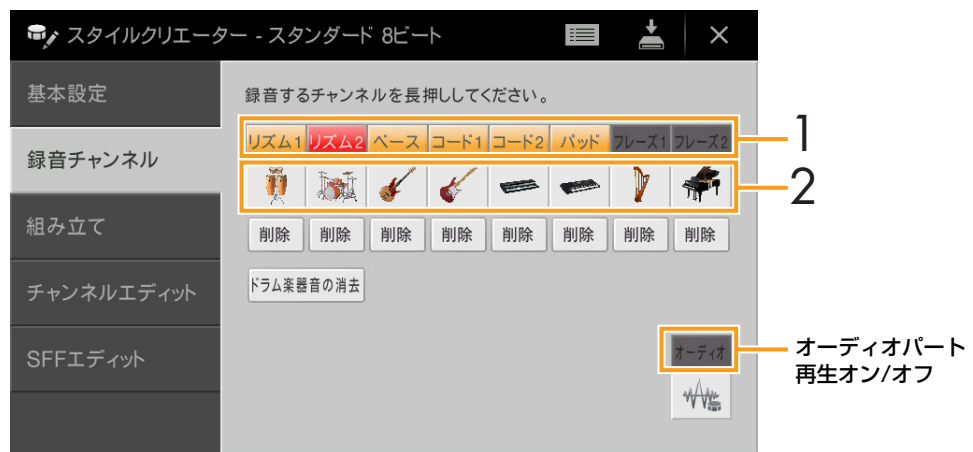 スタイルクリエーター - スタンダード 8ビート
基本設定
録音チャンネル
組み立て
チャンネルエディット
SFFエディット
録音するチャンネルを長押ししてください。
リズム1 リズム2 ベース コード1 コード2 パッド フレーズ1 フレーズ2
1
2
削除 削除 削除 削除 削除 削除 削除 削除
ドラム楽器音の消去
オーディオ
オーディオパート
再生オン/オフ